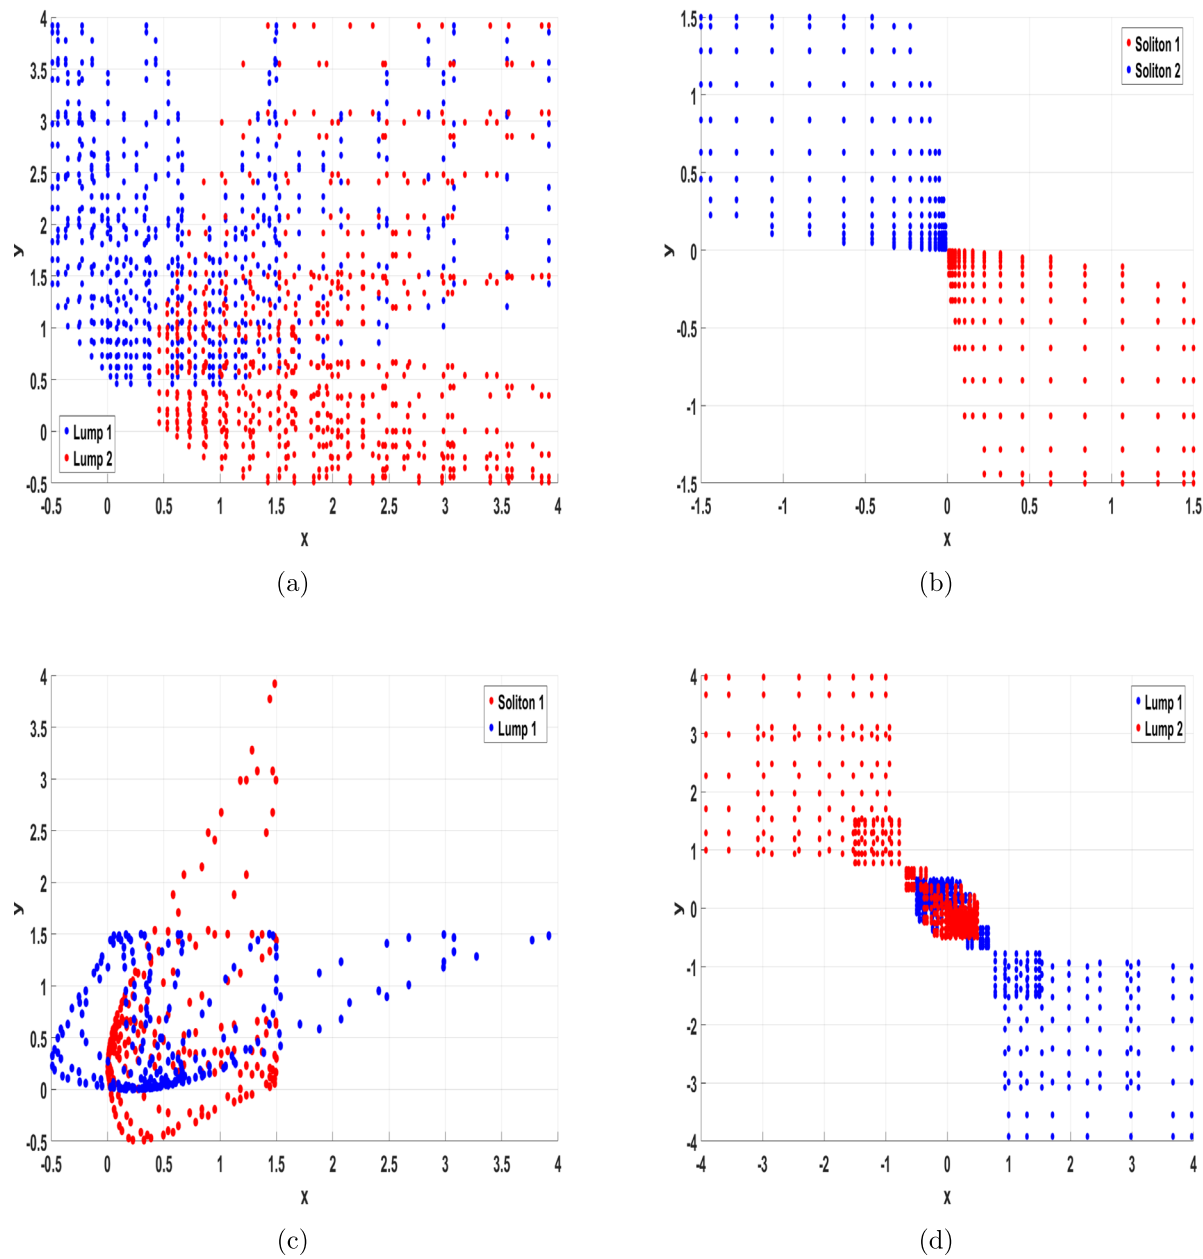 4
3.5
3
2.5
2
1.5
1
0.5
0
-0.5
y
-0.5 0 0.5 1 1.5 2 2.5 3 3.5 4
x
Lump 1
Lump 2
(a)
1.5
1
0.5
0
-0.5
-1
-1.5
y
-1.5 -1 -0.5 0 0.5 1 1.5
x
Soliton 1
Soliton 2
(b)
4
3.5
3
2.5
2
1.5
1
0.5
0
-0.5
y
-0.5 0 0.5 1 1.5 2 2.5 3 3.5 4
x
Soliton 1
Lump 1
(c)
4
3
2
1
0
-1
-2
-3
-4
y
-4 -3 -2 -1 0 1 2 3 4
x
Lump 1
Lump 2
(d)